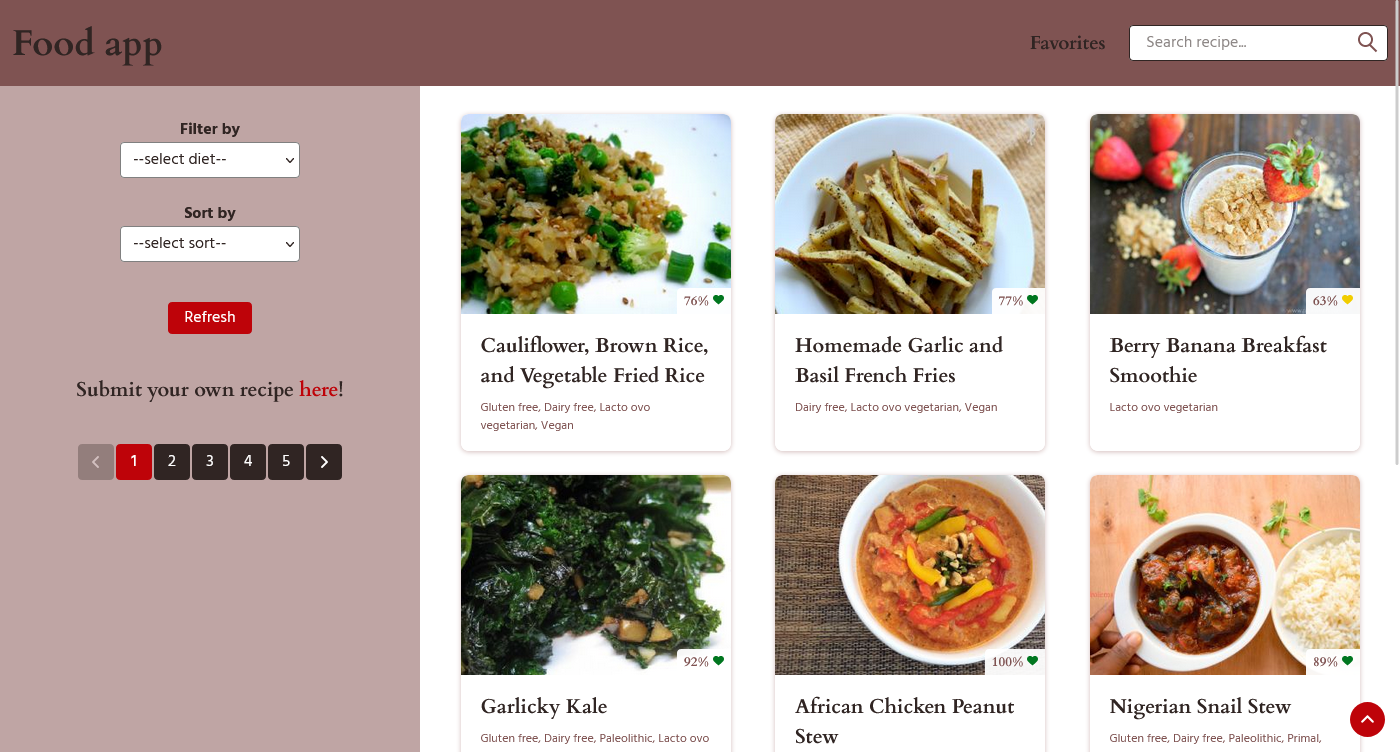 Food app
Favorites
Search recipe...
Filter by
--select diet--
Sort by
--select sort--
Refresh
Submit your own recipe here!
1 2 3 4 5
76%
Cauliflower, Brown Rice,
and Vegetable Fried Rice
Gluten free, Dairy free, Lacto ovo
vegetarian, Vegan
77%
Homemade Garlic and
Basil French Fries
Dairy free, Lacto ovo vegetarian, Vegan
63%
Berry Banana Breakfast
Smoothie
Lacto ovo vegetarian
92%
Garlicky Kale
Gluten free, Dairy free, Paleolithic, Lacto ovo
100%
African Chicken Peanut
Stew
89%
Nigerian Snail Stew
Gluten free, Dairy free, Paleolithic, Primal,